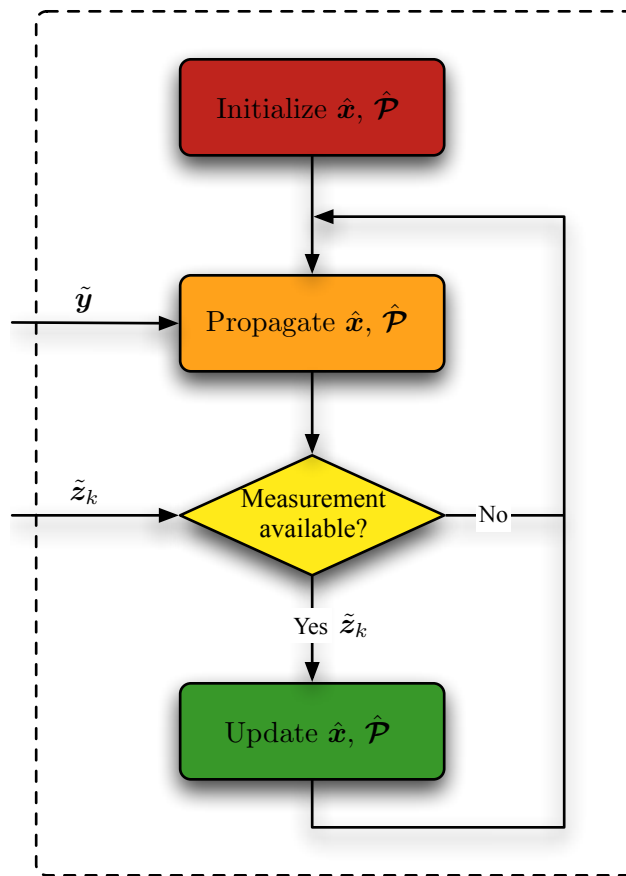 Initialize x̂, 𝓟̂
ỹ
Propagate x̂, 𝓟̂
z̃ₖ
Measurement
available?
No
Yes z̃ₖ
Update x̂, 𝓟̂